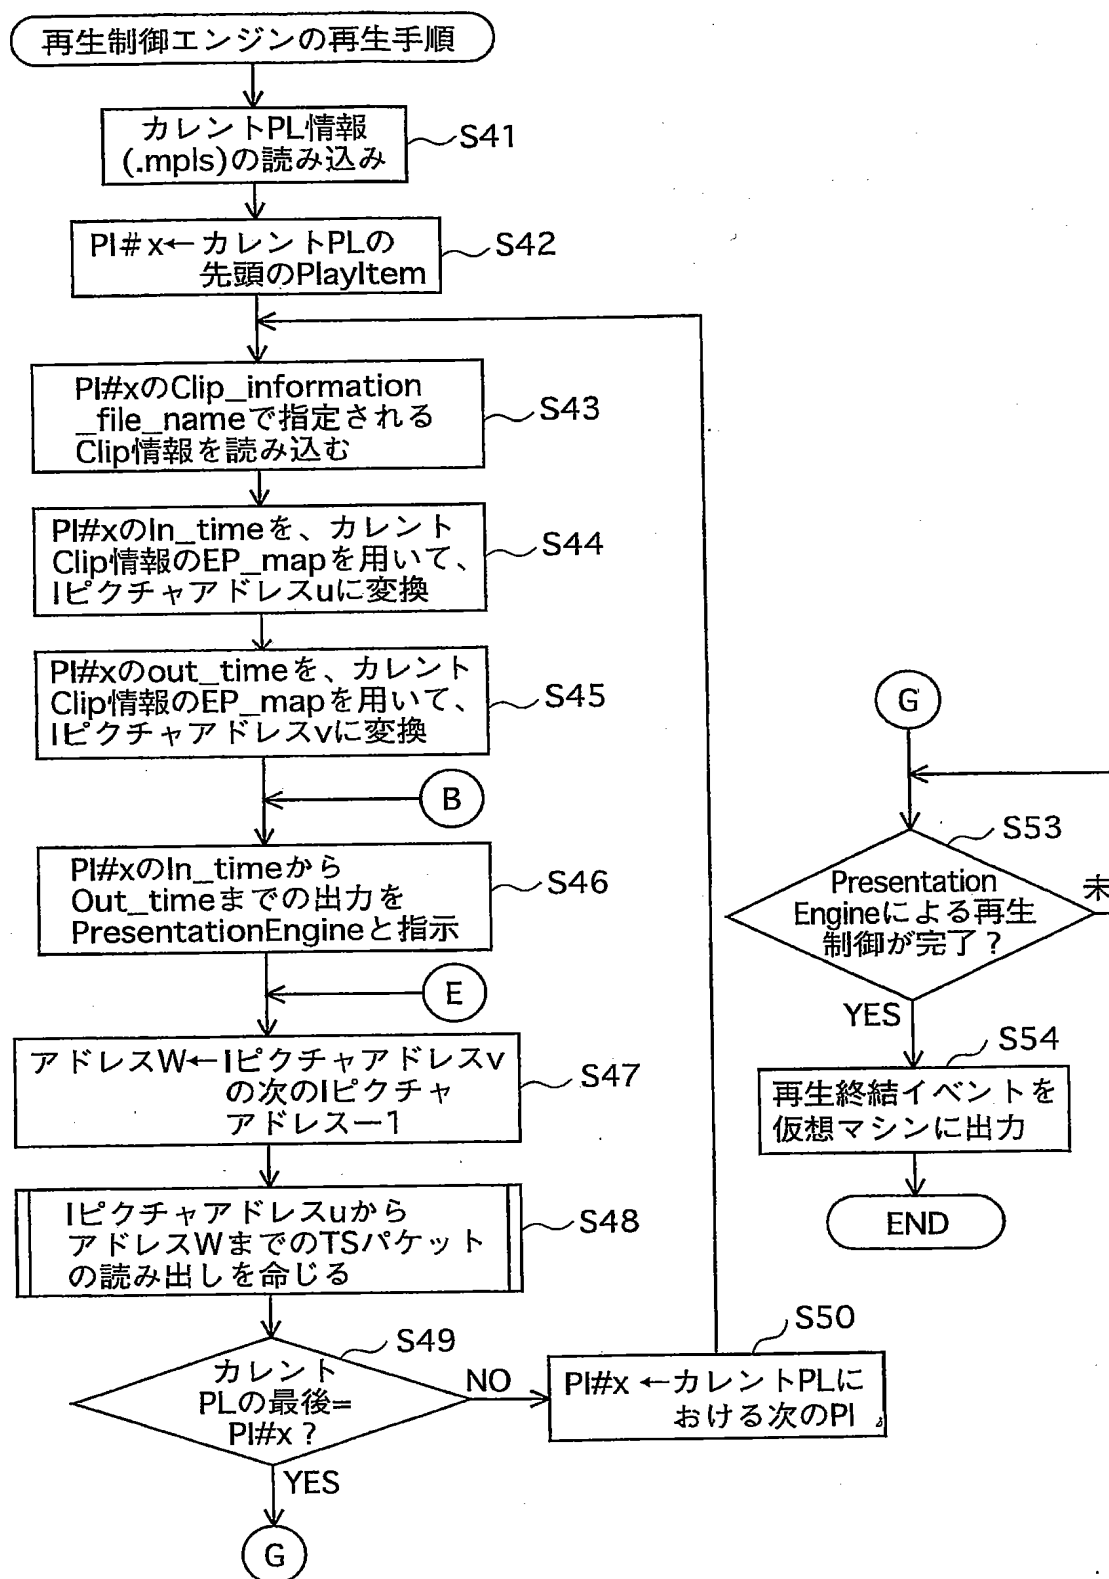 再生制御エンジンの再生手順
カレントPL情報
(.mpls)の読み込み
S41
PI#x←カレントPLの
先頭のPlayItem
S42
PI#xのClip_information
_file_nameで指定される
Clip情報を読み込む
S43
PI#xのIn_timeを、カレント
Clip情報のEP_mapを用いて、
Iピクチャアドレスuに変換
S44
PI#xのout_timeを、カレント
Clip情報のEP_mapを用いて、
Iピクチャアドレスvに変換
S45
B
PI#xのIn_timeから
Out_timeまでの出力を
PresentationEngineと指示
S46
E
アドレスW←Iピクチャアドレスv
の次のIピクチャ
アドレスー1
S47
Iピクチャアドレスuから
アドレスWまでのTSパケット
の読み出しを命じる
S48
カレント
PLの最後=
PI#x?
S49
NO
YES
PI#x←カレントPLに
おける次のPI
S50
G
G
Presentation
Engineによる再生
制御が完了?
S53
未
YES
再生終結イベントを
仮想マシンに出力
S54
END